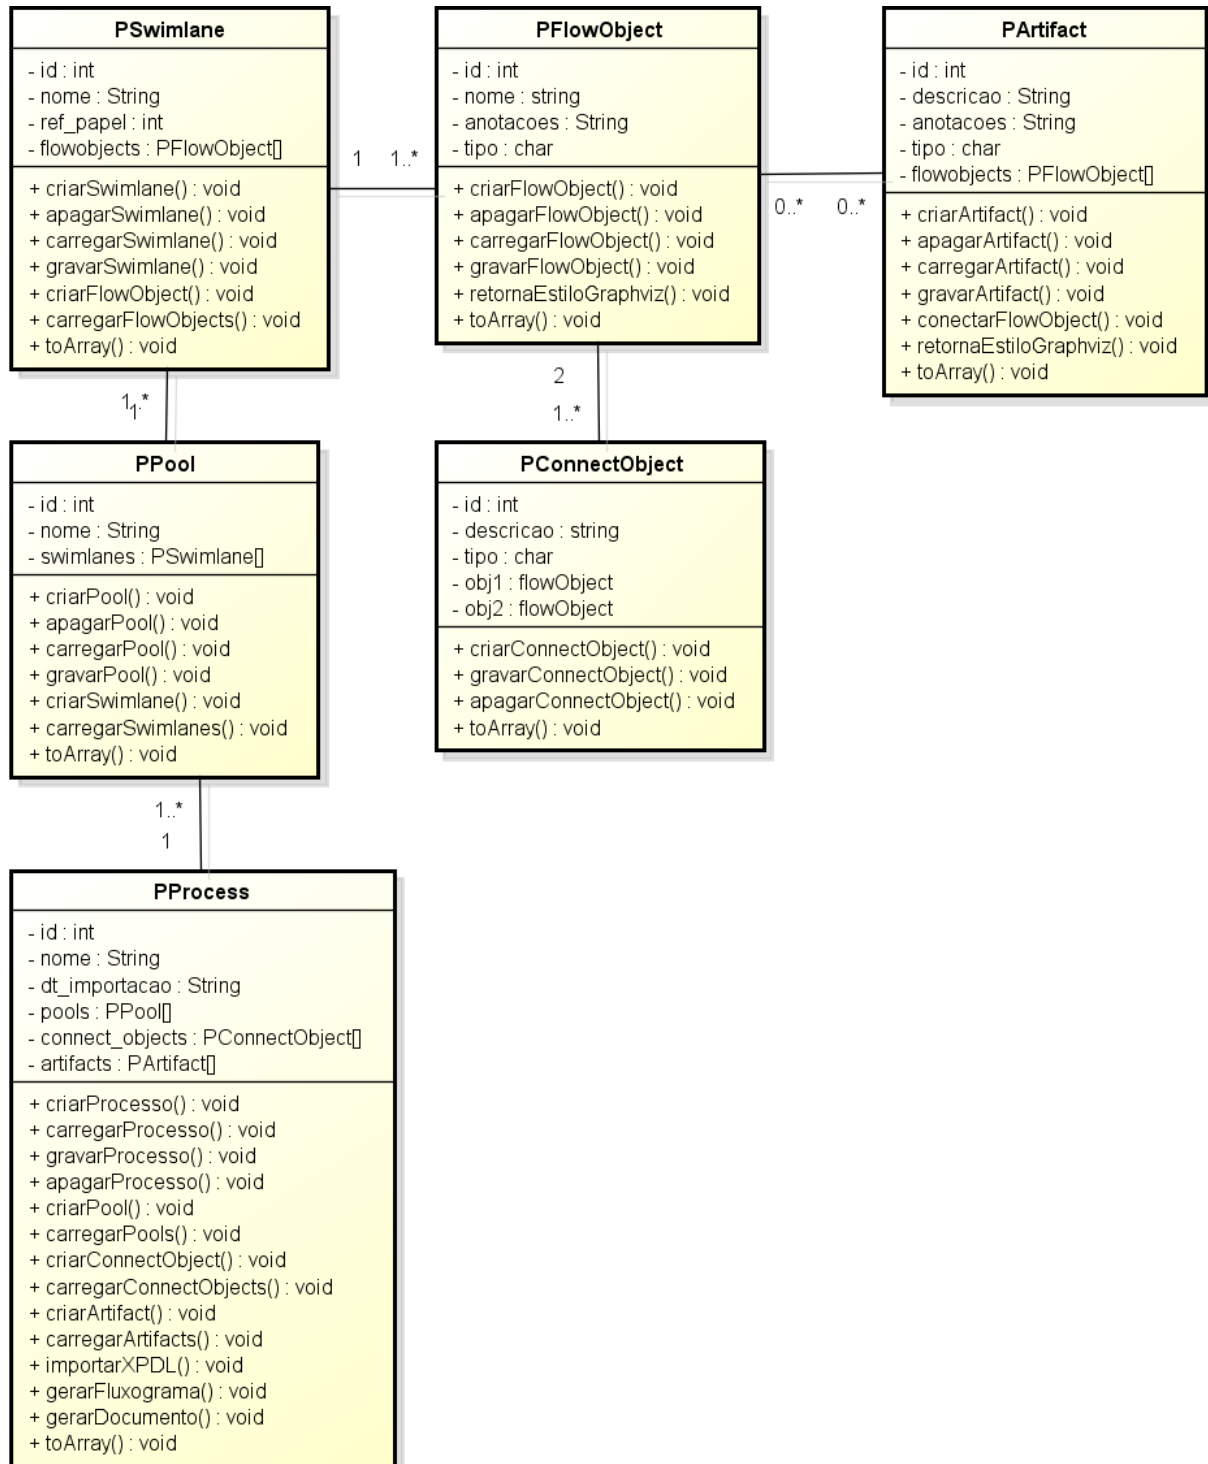 PSwimlane
- id : int
- nome : String
- ref_papel : int
- flowobjects : PFlowObject[]
+ criarSwimlane() : void
+ apagarSwimlane() : void
+ carregarSwimlane() : void
+ gravarSwimlane() : void
+ criarFlowObject() : void
+ carregarFlowObjects() : void
+ toArray() : void
1 1..*
PFlowObject
- id : int
- nome : string
- anotacoes : String
- tipo : char
+ criarFlowObject() : void
+ apagarFlowObject() : void
+ carregarFlowObject() : void
+ gravarFlowObject() : void
+ retornaEstiloGraphviz() : void
+ toArray() : void
0..* 0..*
PArtifact
- id : int
- descricao : String
- anotacoes : String
- tipo : char
- flowobjects : PFlowObject[]
+ criarArtifact() : void
+ apagarArtifact() : void
+ carregarArtifact() : void
+ gravarArtifact() : void
+ conectarFlowObject() : void
+ retornaEstiloGraphviz() : void
+ toArray() : void
1..*
1
2
1..*
PPool
- id : int
- nome : String
- swimlanes : PSwimlane[]
+ criarPool() : void
+ apagarPool() : void
+ carregarPool() : void
+ gravarPool() : void
+ criarSwimlane() : void
+ carregarSwimlanes() : void
+ toArray() : void
PConnectObject
- id : int
- descricao : string
- tipo : char
- obj1 : flowObject
- obj2 : flowObject
+ criarConnectObject() : void
+ gravarConnectObject() : void
+ apagarConnectObject() : void
+ toArray() : void
1..*
1
PProcess
- id : int
- nome : String
- dt_importacao : String
- pools : PPool[]
- connect_objects : PConnectObject[]
- artifacts : PArtifact[]
+ criarProcesso() : void
+ carregarProcesso() : void
+ gravarProcesso() : void
+ apagarProcesso() : void
+ criarPool() : void
+ carregarPools() : void
+ criarConnectObject() : void
+ carregarConnectObjects() : void
+ criarArtifact() : void
+ carregarArtifacts() : void
+ importarXPDL() : void
+ gerarFluxograma() : void
+ gerarDocumento() : void
+ toArray() : void